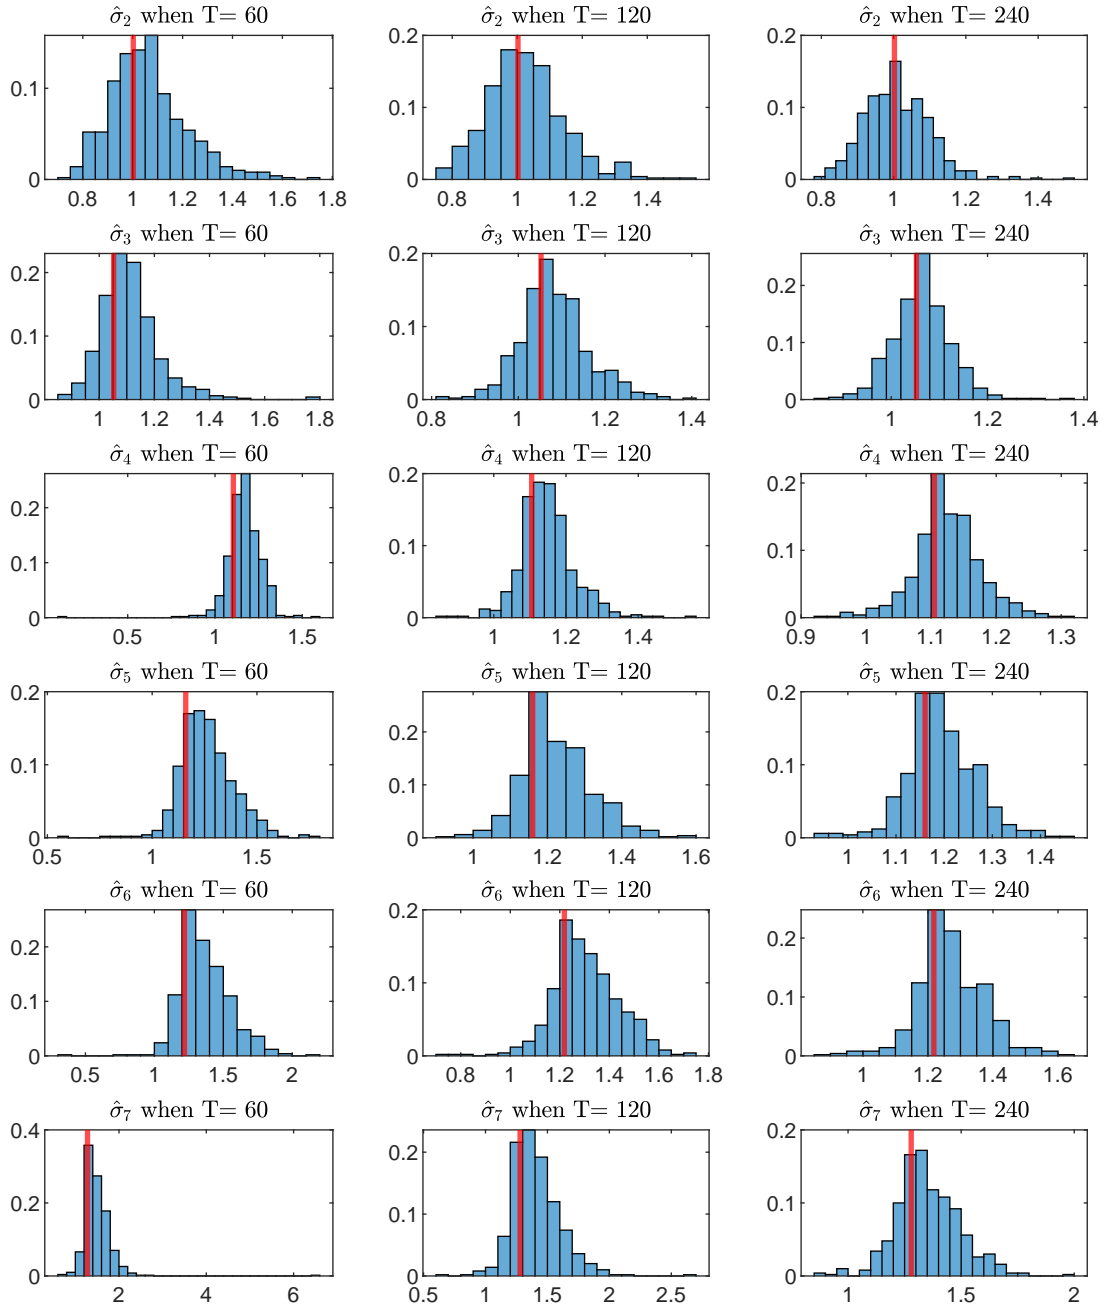 σ̂₂ when T= 60 σ̂₂ when T= 120 σ̂₂ when T= 240
0.1 0.2 0.2
0.1 0.1
0 0 0
0.8 1 1.2 1.4 1.6 1.8 0.8 1 1.2 1.4 0.8 1 1.2 1.4
σ̂₃ when T= 60 σ̂₃ when T= 120 σ̂₃ when T= 240
0.2 0.2 0.2
0.1 0.1 0.1
0 0 0
1 1.2 1.4 1.6 1.8 0.8 1 1.2 1.4 1 1.2 1.4
σ̂₄ when T= 60 σ̂₄ when T= 120 σ̂₄ when T= 240
0.2 0.2 0.2
0.1 0.1 0.1
0 0 0
0.5 1 1.5 1 1.2 1.4 0.9 1 1.1 1.2 1.3
σ̂₅ when T= 60 σ̂₅ when T= 120 σ̂₅ when T= 240
0.2 0.2 0.2
0.1 0.1 0.1
0 0 0
0.5 1 1.5 1 1.2 1.4 1.6 1 1.1 1.2 1.3 1.4
σ̂₆ when T= 60 σ̂₆ when T= 120 σ̂₆ when T= 240
0.2 0.2 0.2
0.1 0.1 0.1
0 0 0
0.5 1 1.5 2 0.8 1 1.2 1.4 1.6 1.8 1 1.2 1.4 1.6
σ̂₇ when T= 60 σ̂₇ when T= 120 σ̂₇ when T= 240
0.4 0.2 0.2
0.2 0.1 0.1
0 0 0
2 4 6 0.5 1 1.5 2 2.5 1 1.5 2